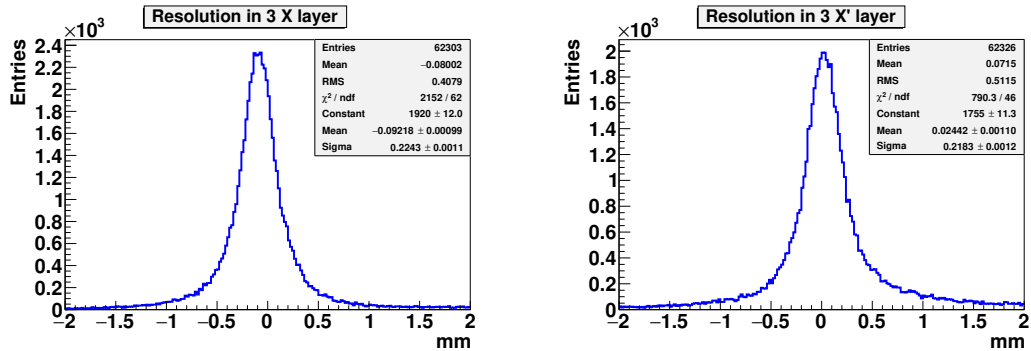 Resolution in 3 X layer
×10³
Entries
2.4
2.2
2
1.8
1.6
1.4
1.2
1
0.8
0.6
0.4
0.2
0
−2 −1.5 −1 −0.5 0 0.5 1 1.5 2
mm
Entries 62303
Mean −0.08002
RMS 0.4079
χ² / ndf 2152 / 62
Constant 1920 ± 12.0
Mean −0.09218 ± 0.00099
Sigma 0.2243 ± 0.0011
Resolution in 3 X' layer
×10³
Entries
2
1.8
1.6
1.4
1.2
1
0.8
0.6
0.4
0.2
0
−2 −1.5 −1 −0.5 0 0.5 1 1.5 2
mm
Entries 62326
Mean 0.0715
RMS 0.5115
χ² / ndf 790.3 / 46
Constant 1755 ± 11.3
Mean 0.02442 ± 0.00110
Sigma 0.2183 ± 0.0012